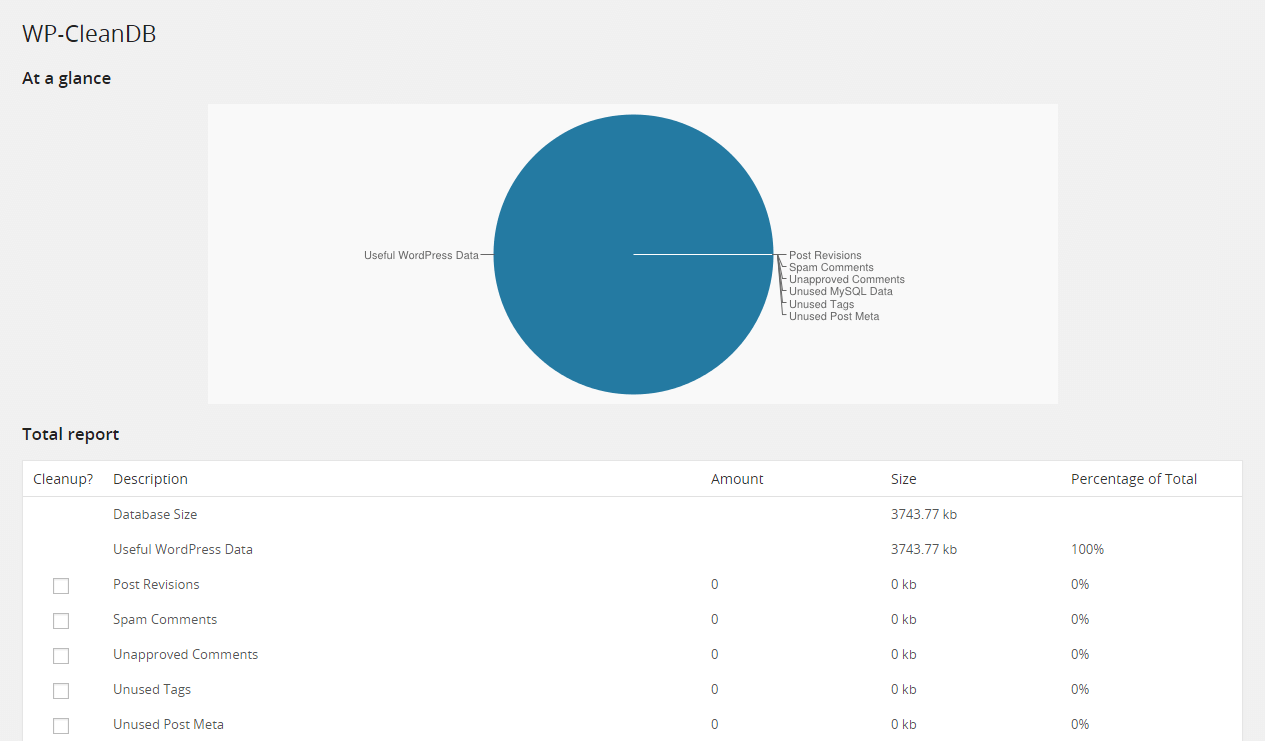 WP-CleanDB
At a glance
Useful WordPress Data
Post Revisions
Spam Comments
Unapproved Comments
Unused MySQL Data
Unused Tags
Unused Post Meta
Total report
Cleanup? Description Amount Size Percentage of Total
Database Size 3743.77 kb
Useful WordPress Data 3743.77 kb 100%
Post Revisions 0 0 kb 0%
Spam Comments 0 0 kb 0%
Unapproved Comments 0 0 kb 0%
Unused Tags 0 0 kb 0%
Unused Post Meta 0 0 kb 0%